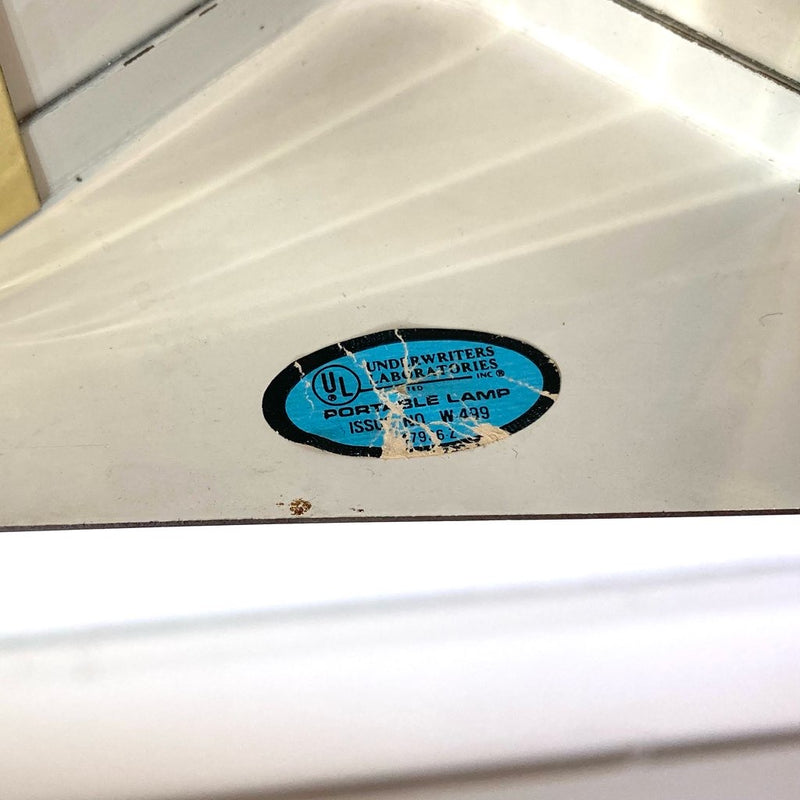 UL®
UNDERWRITERS
LABORATORIES
INC®
PORTABLE LAMP
ISSUE NO. W-499